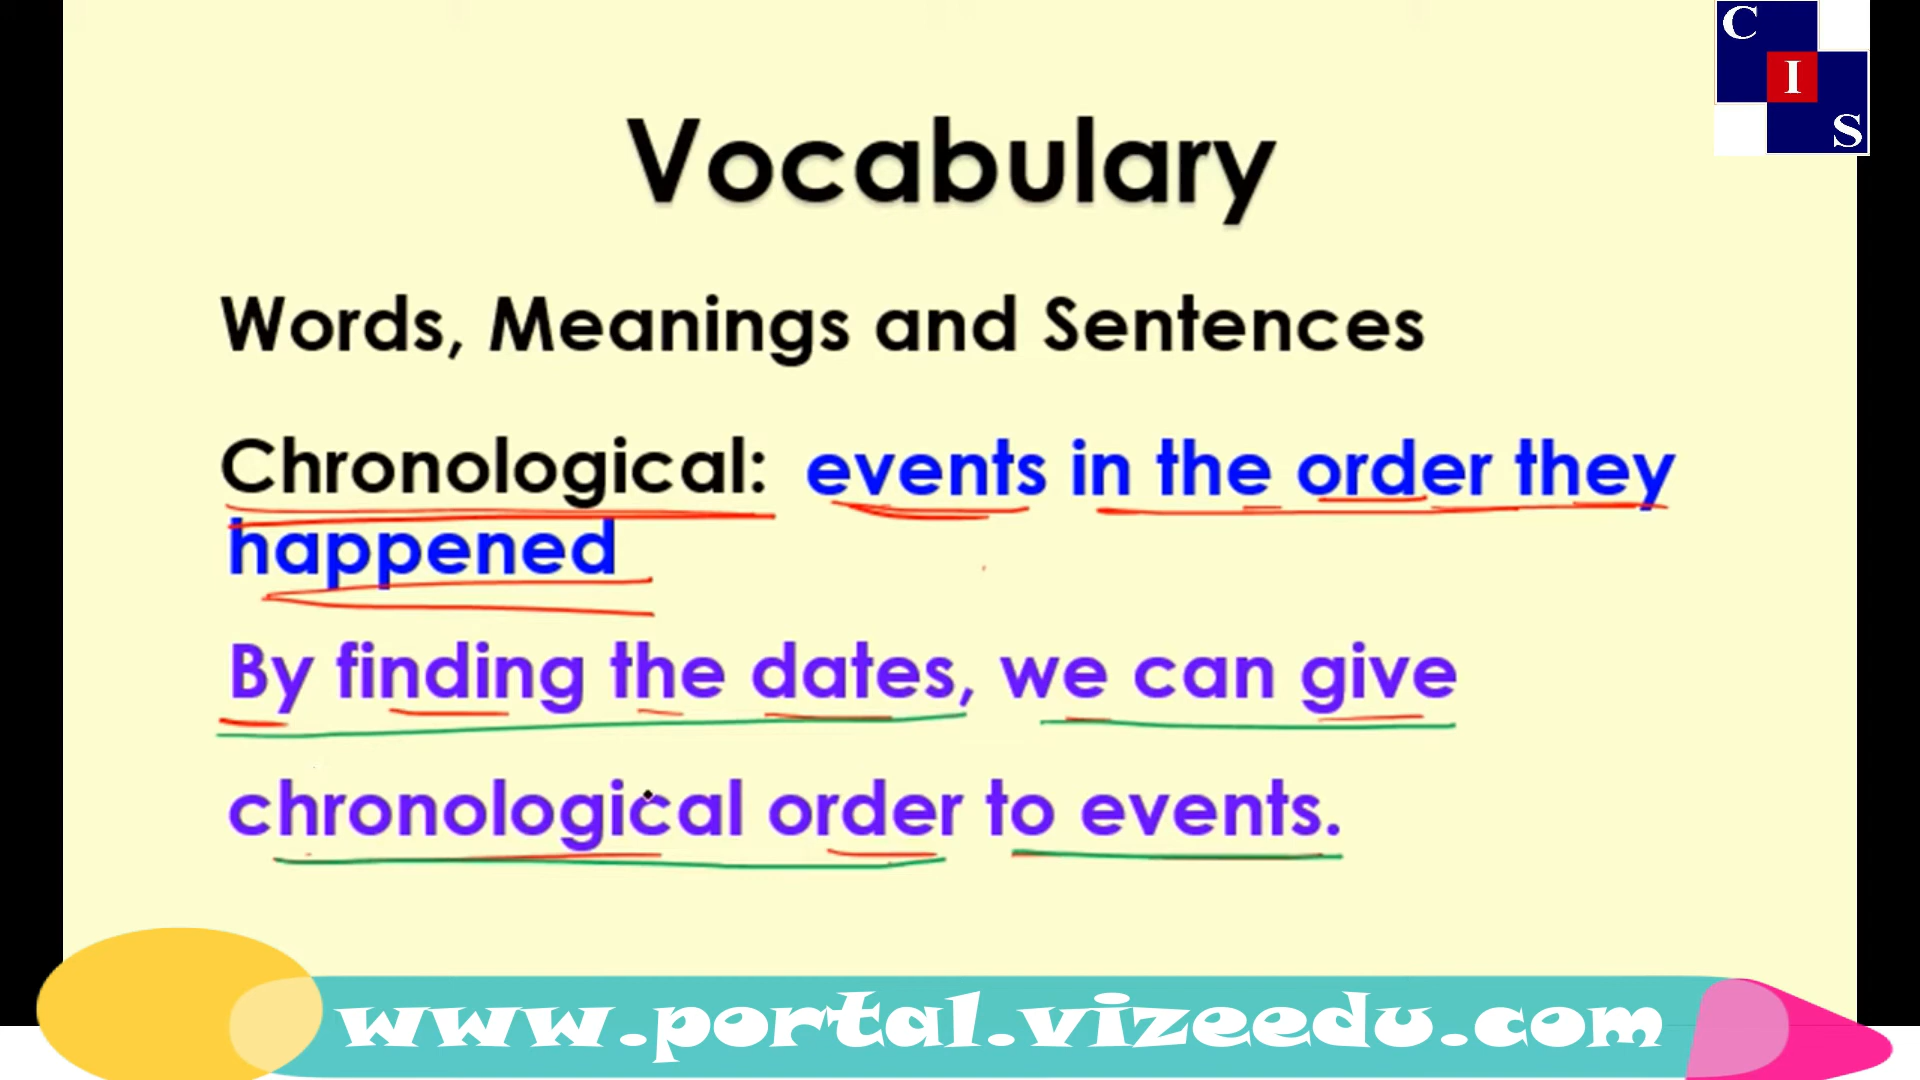 C
I
S
Vocabulary
Words, Meanings and Sentences
Chronological: events in the order they
happened
By finding the dates, we can give
chronological order to events.
www.portal.vizeedu.com